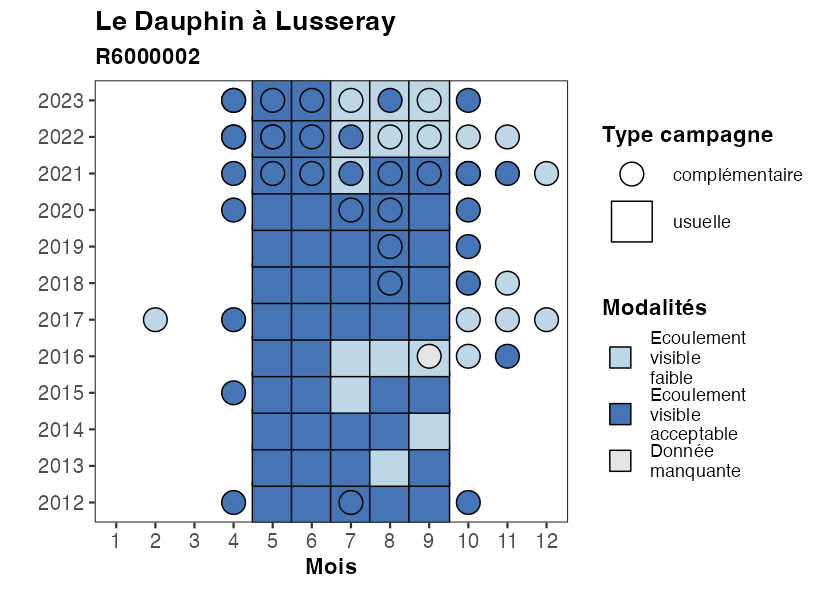 Le Dauphin à Lusseray
R6000002
2023
2022
2021
2020
2019
2018
2017
2016
2015
2014
2013
2012
1 2 3 4 5 6 7 8 9 10 11 12
Mois
Type campagne
complémentaire
usuelle
Modalités
Ecoulement
visible
faible
Ecoulement
visible
acceptable
Donnée
manquante